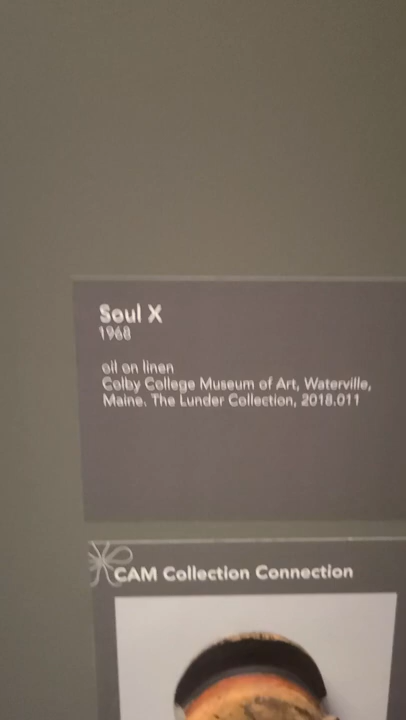 Soul X
1968
oil on linen
Colby College Museum of Art, Waterville,
Maine. The Lunder Collection, 2018.011
CAM Collection Connection